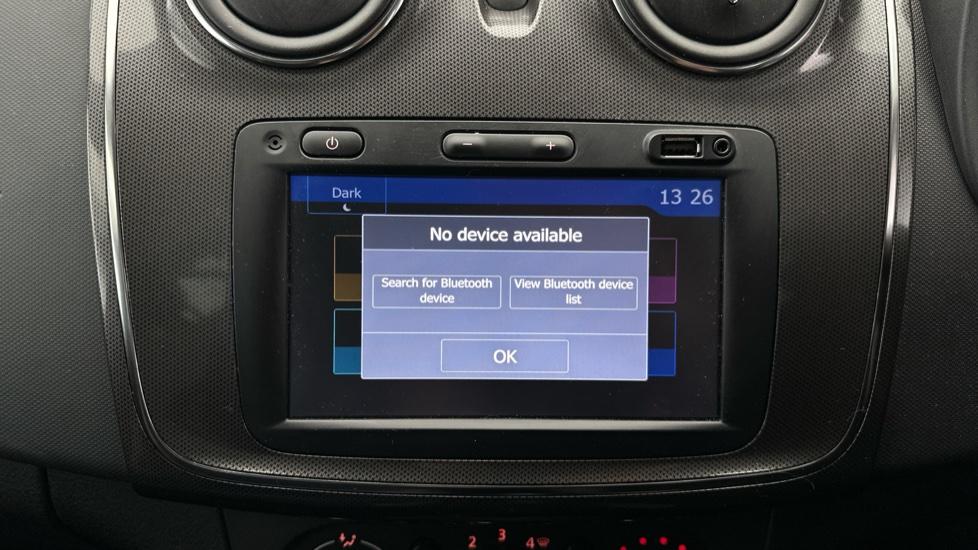 − +
Dark
13 26
No device available
Search for Bluetooth
device
View Bluetooth device
list
OK
2 3 4